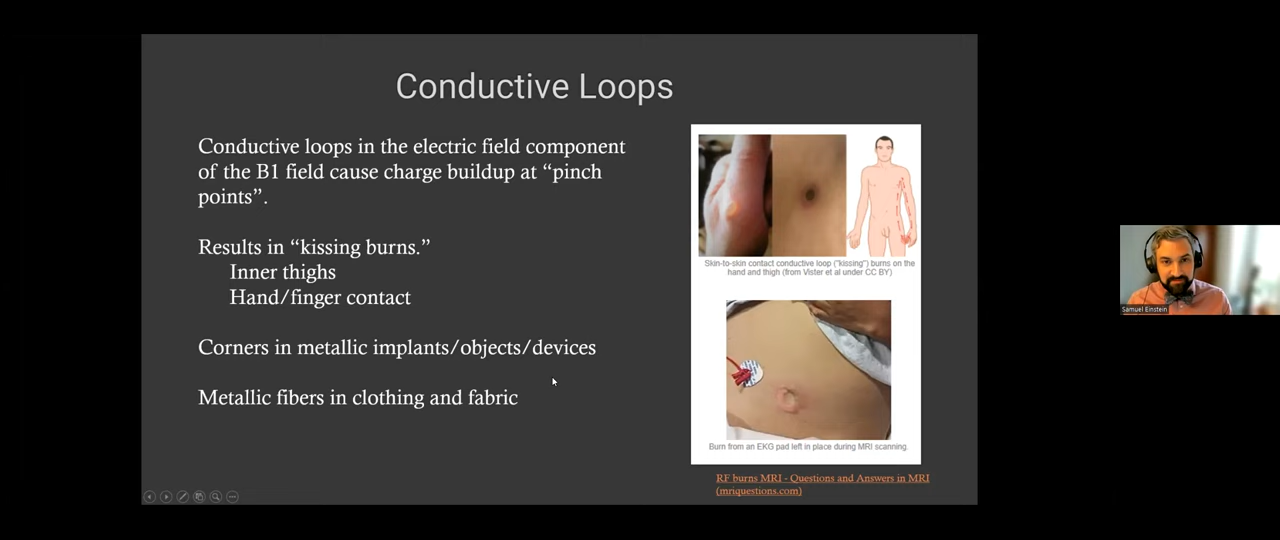 Conductive Loops
Conductive loops in the electric field component
of the B1 field cause charge buildup at “pinch
points”.
Results in “kissing burns.”
Inner thighs
Hand/finger contact
Corners in metallic implants/objects/devices
Metallic fibers in clothing and fabric
Skin-to-skin contact conductive loop ("kissing") burns on the
hand and thigh (from Vister et al under CC BY)
Burn from an EKG pad left in place during MRI scanning.
RF burns MRI - Questions and Answers in MRI
(mriquestions.com)
Samuel Einstein